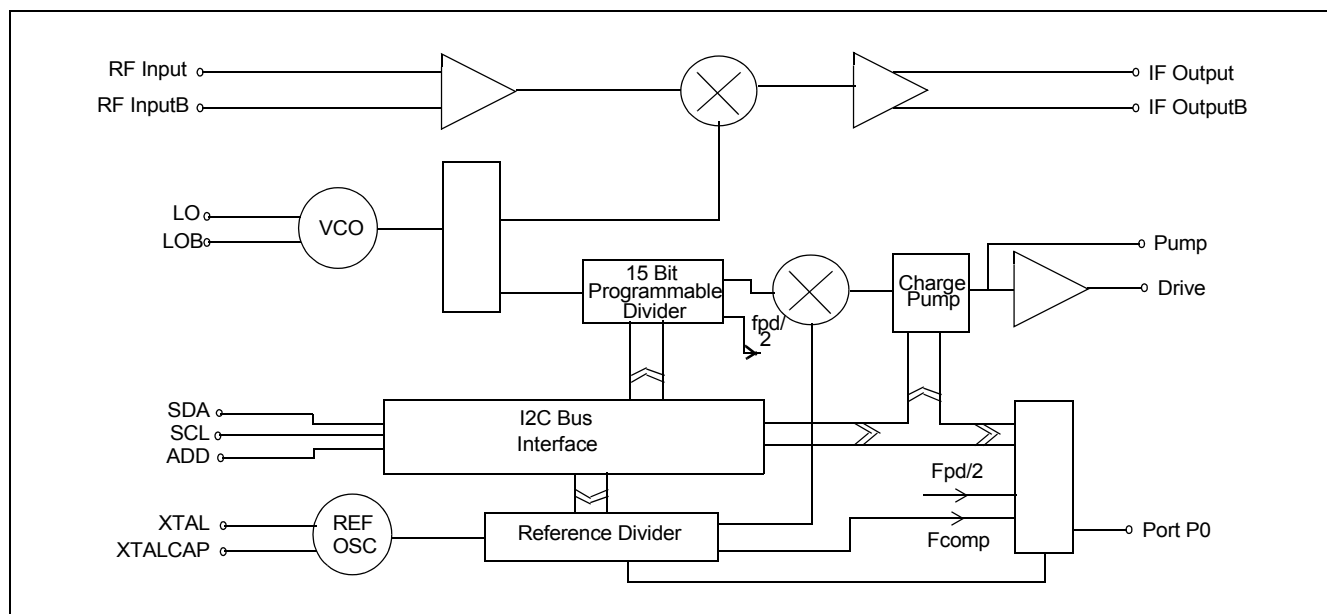 RF Input
RF InputB
IF Output
IF OutputB
LO
LOB
VCO
15 Bit
Programmable
Divider
fpd/
2
Charge
Pump
Pump
Drive
SDA
SCL
ADD
I2C Bus
Interface
XTAL
XTALCAP
REF
OSC
Reference Divider
Fpd/2
Fcomp
Port P0